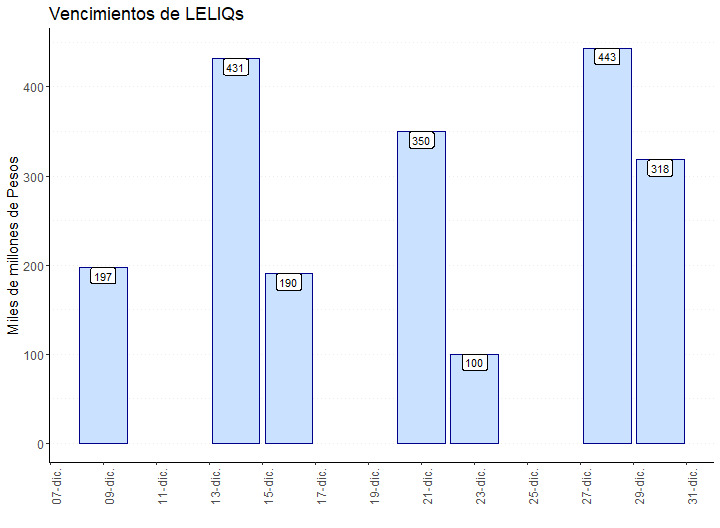 Vencimientos de LELIQs
Miles de millones de Pesos
400
300
200
100
0
197
431
190
350
100
443
318
07-dic.
09-dic.
11-dic.
13-dic.
15-dic.
17-dic.
19-dic.
21-dic.
23-dic.
25-dic.
27-dic.
29-dic.
31-dic.